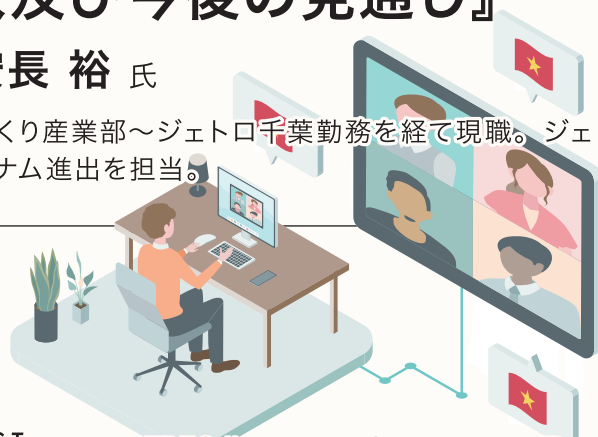 及び今後の見通し』
長 裕 氏
くり産業部～ジェトロ千葉勤務を経て現職。ジェ
ナム進出を担当。